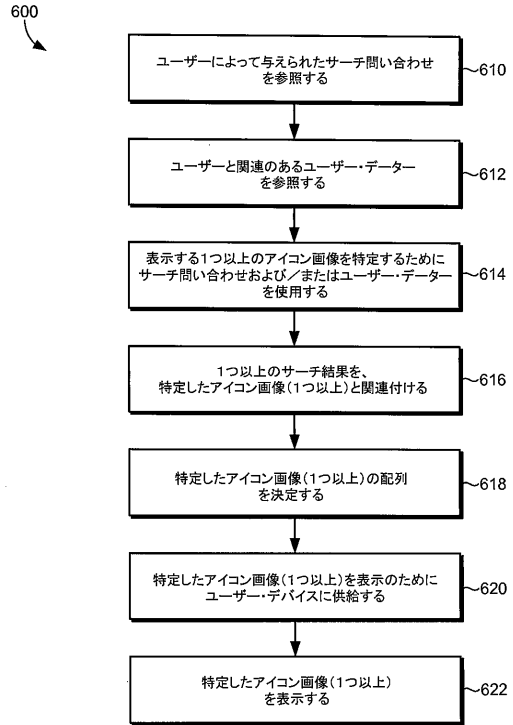 600
ユーザーによって与えられたサーチ問い合わせ
を参照する
610
ユーザーと関連のあるユーザー・データー
を参照する
612
表示する1つ以上のアイコン画像を特定するために
サーチ問い合わせおよび/またはユーザー・データー
を使用する
614
1つ以上のサーチ結果を、
特定したアイコン画像(1つ以上)と関連付ける
616
特定したアイコン画像(1つ以上)の配列
を決定する
618
特定したアイコン画像(1つ以上)を表示のために
ユーザー・デバイスに供給する
620
特定したアイコン画像(1つ以上)
を表示する
622